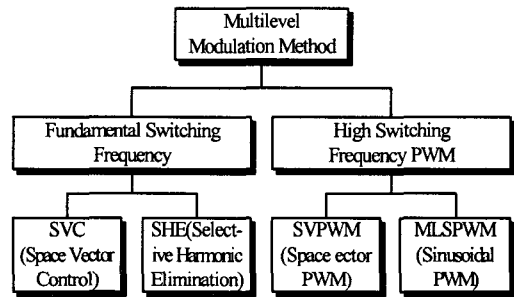 Multilevel
Modulation Method
Fundamental Switching
Frequency
High Switching
Frequency PWM
SVC
(Space Vector
Control)
SHE(Select-
ive Harmonic
Elimination)
SVPWM
(Space ector
PWM)
MLSPWM
(Sinusoidal
PWM)